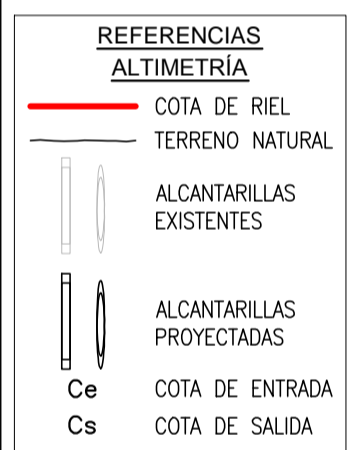 REFERENCIAS
ALTIMETRÍA
COTA DE RIEL
TERRENO NATURAL
ALCANTARILLAS
EXISTENTES
ALCANTARILLAS
PROYECTADAS
Ce COTA DE ENTRADA
Cs COTA DE SALIDA